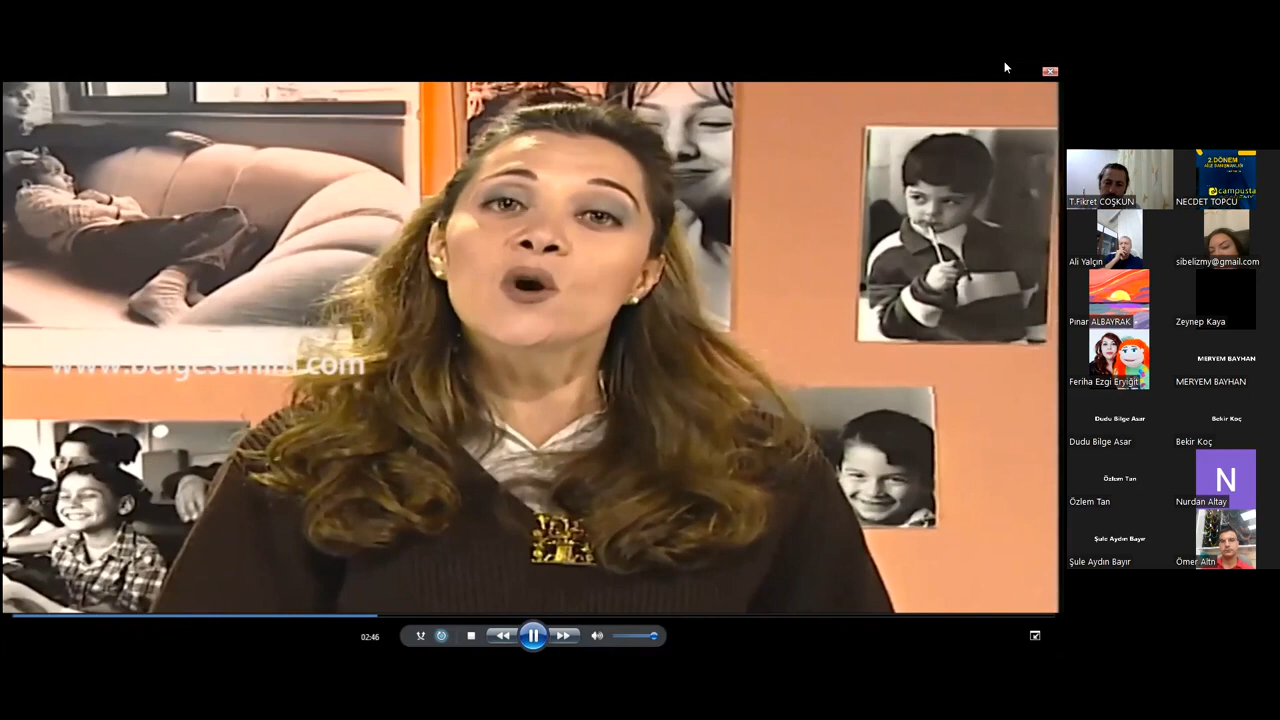 www.belgesemini.com
02:46
T.Fikret COŞKUN
2.DÖNEM
AİLE DANIŞMANLIĞI
campusta
NECDET TOPCU
Ali Yalçın
sibelizmy@gmail.com
Pınar ALBAYRAK
Zeynep Kaya
Feriha Ezgi Eryiğit
MERYEM BAYHAN
MERYEM BAYHAN
Dudu Bilge Asar
Bekir Koç
Dudu Bilge Asar
Bekir Koç
Özlem Tan
N
Özlem Tan
Nurdan Altay
Şule Aydın Bayır
Şule Aydın Bayır
Ömer Altn